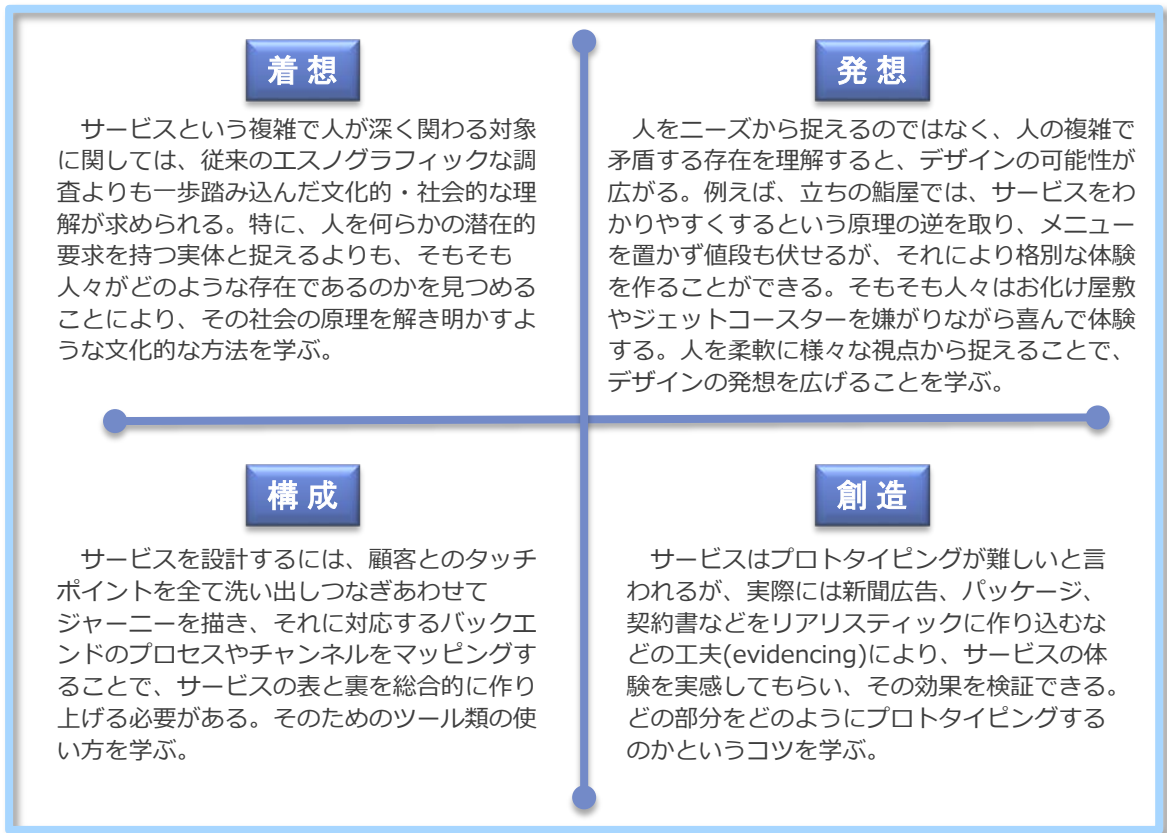 着想
サービスという複雑で人が深く関わる対象
に関しては、従来のエスノグラフィックな調
査よりも一歩踏み込んだ文化的・社会的な理
解が求められる。特に、人を何らかの潜在的
要求を持つ実体と捉えるよりも、そもそも
人々がどのような存在であるのかを見つめる
ことにより、その社会の原理を解き明かすよ
うな文化的な方法を学ぶ。
発想
人をニーズから捉えるのではなく、人の複雑で
矛盾する存在を理解すると、デザインの可能性が
広がる。例えば、立ちの鮨屋では、サービスをわ
かりやすくするという原理の逆を取り、メニュー
を置かず値段も伏せるが、それにより格別な体験
を作ることができる。そもそも人々はお化け屋敷
やジェットコースターを嫌がりながら喜んで体験
する。人を柔軟に様々な視点から捉えることで、
デザインの発想を広げることを学ぶ。
構成
サービスを設計するには、顧客とのタッチ
ポイントを全て洗い出しつなぎあわせて
ジャーニーを描き、それに対応するバックエ
ンドのプロセスやチャンネルをマッピングす
ることで、サービスの表と裏を総合的に作り
上げる必要がある。そのためのツール類の使
い方を学ぶ。
創造
サービスはプロトタイピングが難しいと言
われるが、実際には新聞広告、パッケージ、
契約書などをリアリスティックに作り込むな
どの工夫(evidencing)により、サービスの体
験を実感してもらい、その効果を検証できる。
どの部分をどのようにプロトタイピングする
のかというコツを学ぶ。